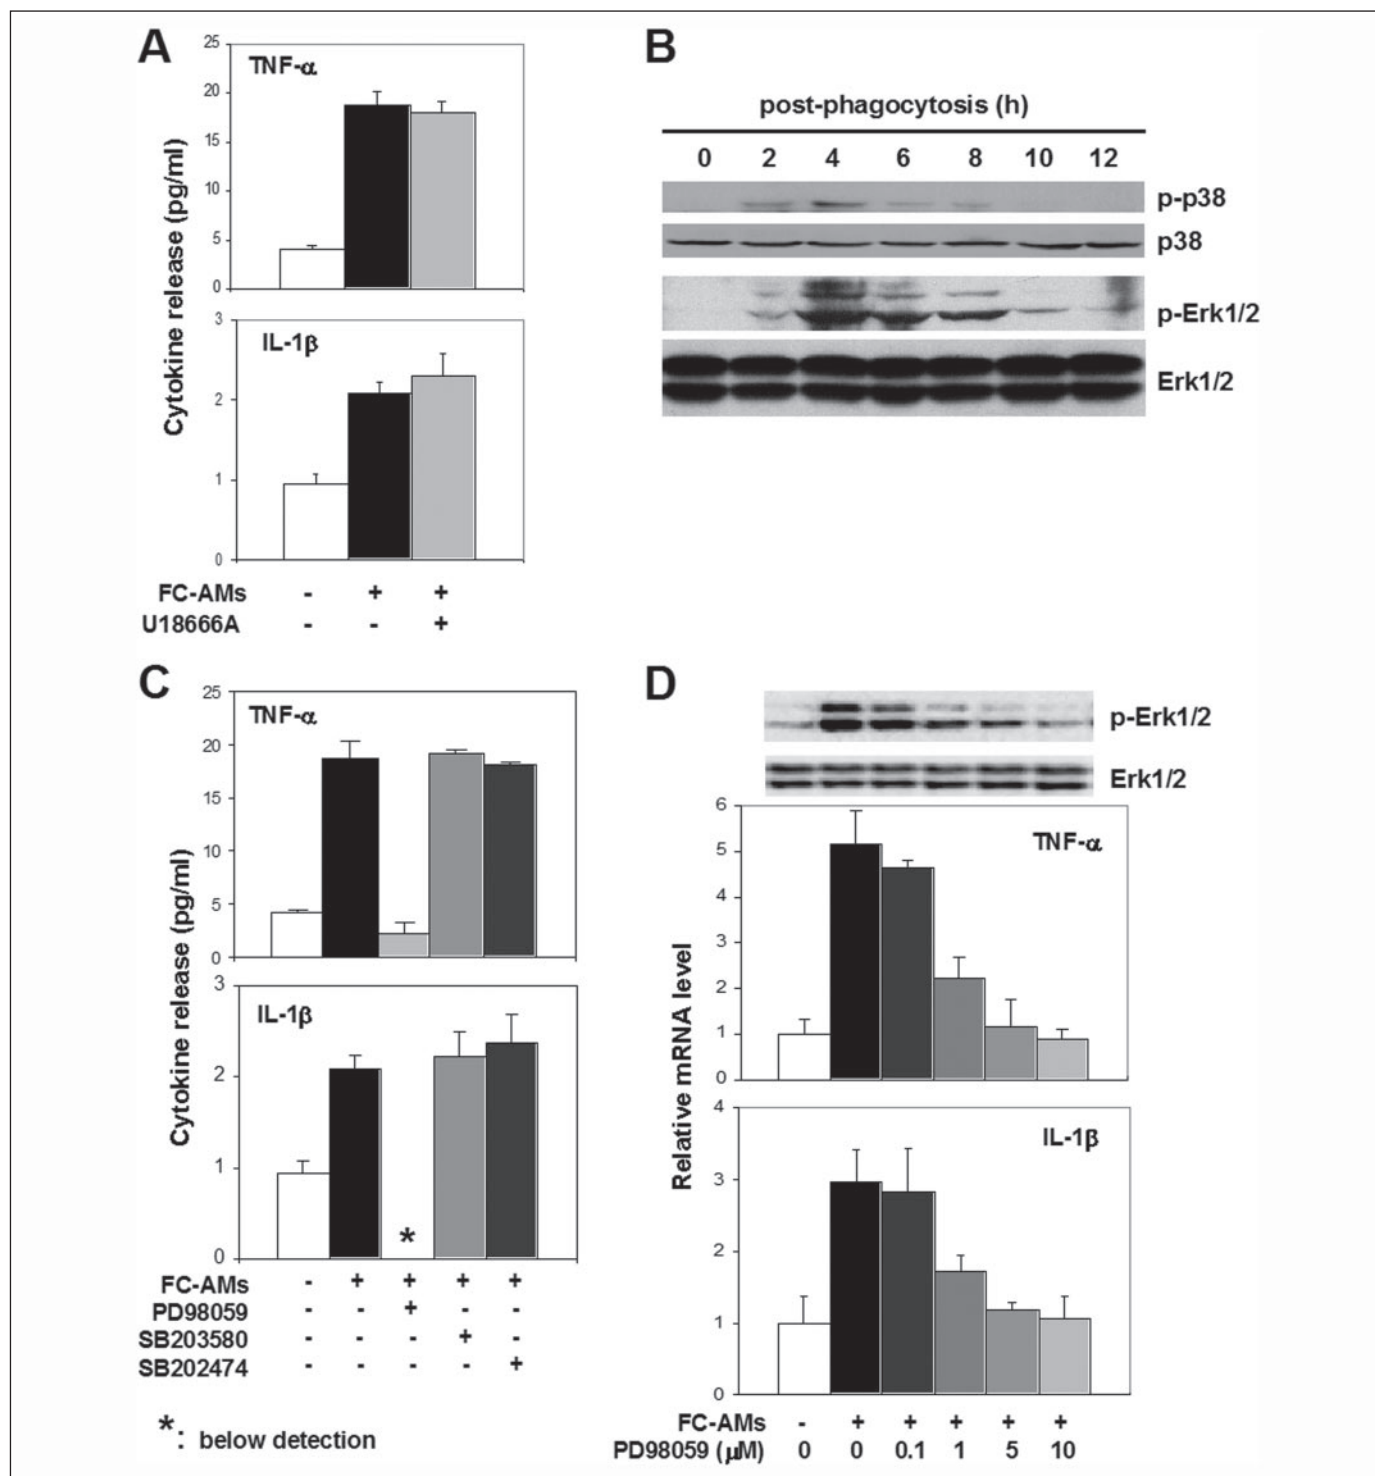 A
TNF-α
25
20
15
10
5
0
Cytokine release (pg/ml)
IL-1β
3
2
1
0
FC-AMs - + +
U18666A - - +
B
post-phagocytosis (h)
0 2 4 6 8 10 12
p-p38
p38
p-Erk1/2
Erk1/2
C
TNF-α
25
20
15
10
5
0
Cytokine release (pg/ml)
IL-1β
3
2
1
0
*
FC-AMs - + + + +
PD98059 - - + - -
SB203580 - - - + -
SB202474 - - - - +
*: below detection
D
p-Erk1/2
Erk1/2
TNF-α
6
5
4
3
2
1
0
Relative mRNA level
IL-1β
4
3
2
1
0
FC-AMs - + + + + +
PD98059 (μM) 0 0 0.1 1 5 10